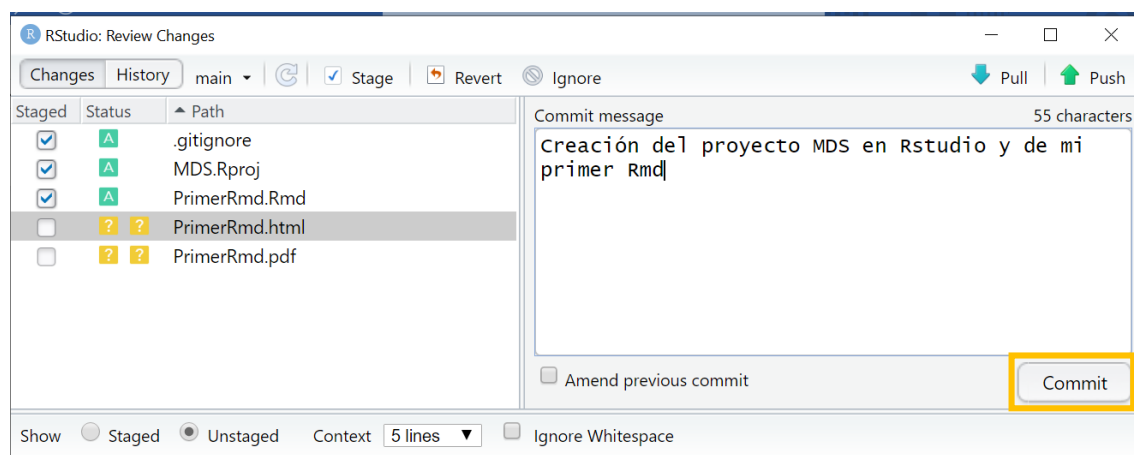 RStudio: Review Changes
Changes History main Stage Revert Ignore Pull Push
Staged Status Path
A .gitignore
A MDS.Rproj
A PrimerRmd.Rmd
? ? PrimerRmd.html
? ? PrimerRmd.pdf
Commit message 55 characters
Creación del proyecto MDS en Rstudio y de mi
primer Rmd
Amend previous commit Commit
Show Staged Unstaged Context 5 lines Ignore Whitespace